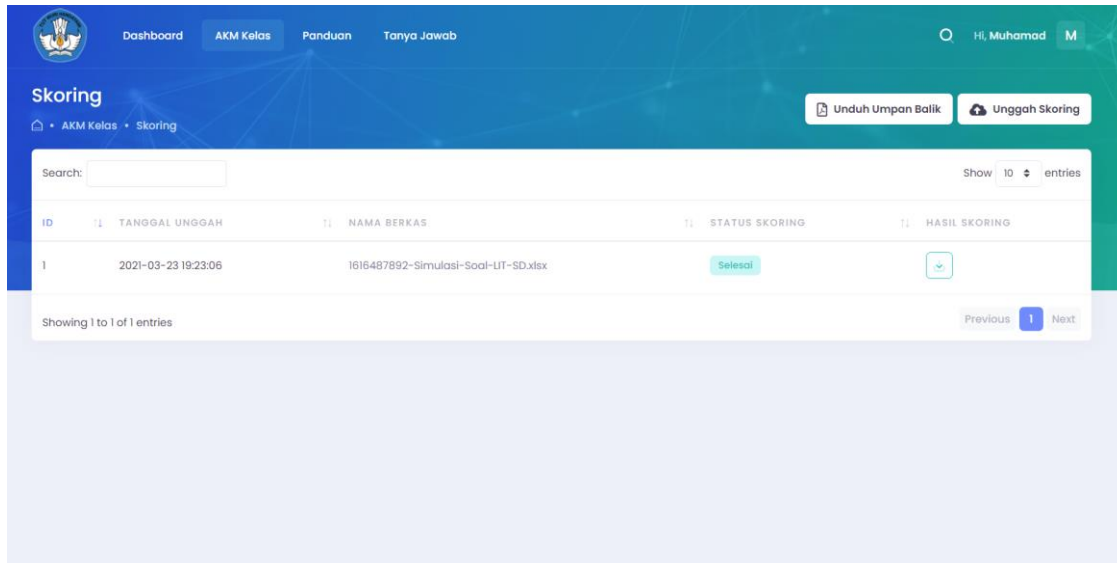 Dashboard AKM Kelas Panduan Tanya Jawab Hi, Muhamad M
Skoring
AKM Kelas • Skoring
Unduh Umpan Balik Unggah Skoring
Search: Show 10 entries
ID TANGGAL UNGGAH NAMA BERKAS STATUS SKORING HASIL SKORING
1 2021-03-23 19:23:06 1616487892-Simulasi-Soal-LIT-SD.xlsx Selesai
Showing 1 to 1 of 1 entries Previous 1 Next